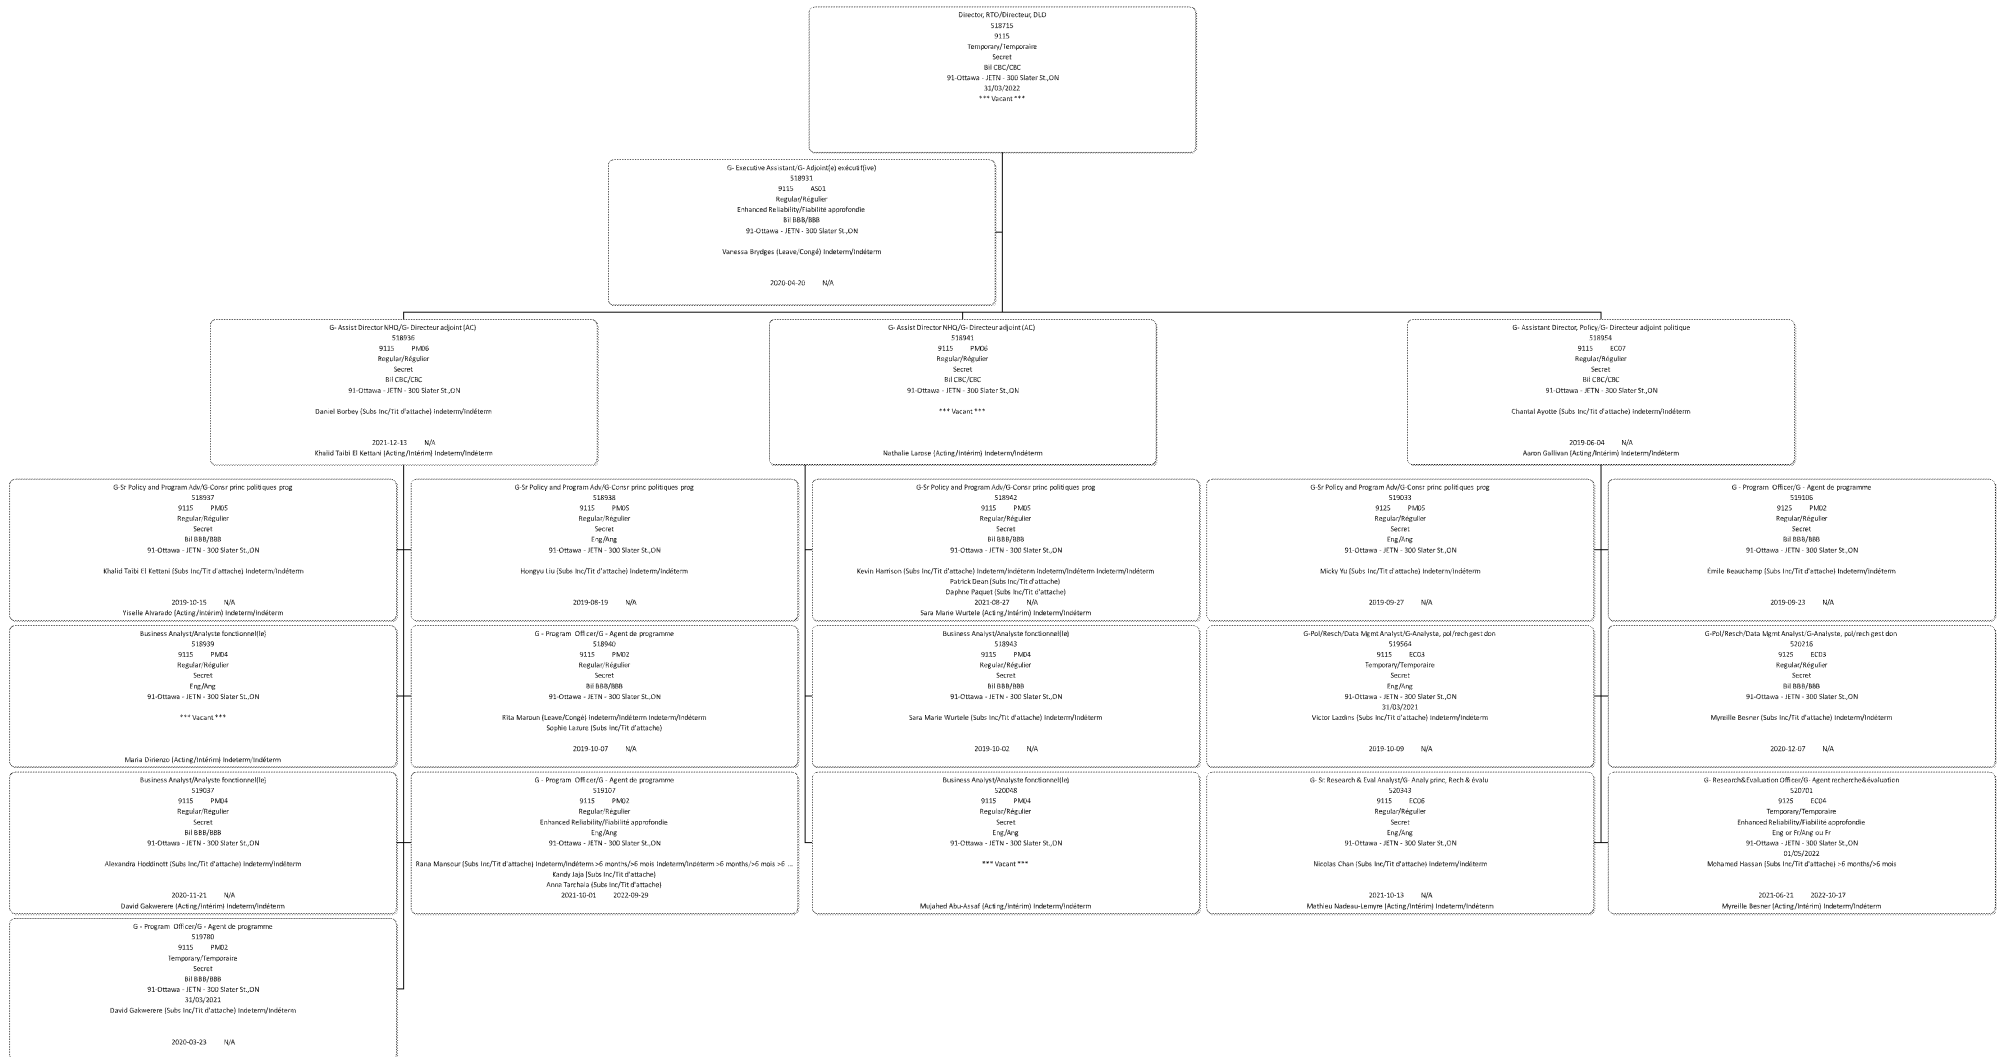 Director, RTO/Directeur, DLO
518715
9115
Temporary/Temporaire
Secret
Bil CBC/CBC
91-Ottawa - JETN - 300 Slater St.,ON
31/03/2022
*** Vacant ***
G- Executive Assistant/G- Adjoint(e) exécutif(ive)
518931
9115 AS01
Regular/Régulier
Enhanced Reliability/Fiabilité approfondie
Bil BBB/BBB
91-Ottawa - JETN - 300 Slater St.,ON
Vanessa Brydges (Leave/Congé) Indeterm/Indéterm
2020-04-20 N/A
G- Assist Director NHQ/G- Directeur adjoint (AC)
518936
9115 PM06
Regular/Régulier
Secret
Bil CBC/CBC
91-Ottawa - JETN - 300 Slater St.,ON
Daniel Borbey (Subs Inc/Tit d'attache) Indeterm/Indéterm
2021-12-13 N/A
Khalid Taibi El Kettani (Acting/Intérim) Indeterm/Indéterm
G- Assist Director NHQ/G- Directeur adjoint (AC)
518941
9115 PM06
Regular/Régulier
Secret
Bil CBC/CBC
91-Ottawa - JETN - 300 Slater St.,ON
*** Vacant ***
Nathalie Larose (Acting/Intérim) Indeterm/Indéterm
G- Assistant Director, Policy/G- Directeur adjoint politique
518954
9115 EC07
Regular/Régulier
Secret
Bil CBC/CBC
91-Ottawa - JETN - 300 Slater St.,ON
Chantal Ayotte (Subs Inc/Tit d'attache) Indeterm/Indéterm
2019-06-04 N/A
Aaron Gallivan (Acting/Intérim) Indeterm/Indéterm
G-Sr Policy and Program Adv/G-Consr princ politiques prog
518937
9115 PM05
Regular/Régulier
Secret
Bil BBB/BBB
91-Ottawa - JETN - 300 Slater St.,ON
Khalid Taibi El Kettani (Subs Inc/Tit d'attache) Indeterm/Indéterm
2019-10-15 N/A
Yiselle Alvarado (Acting/Intérim) Indeterm/Indéterm
G-Sr Policy and Program Adv/G-Consr princ politiques prog
518938
9115 PM05
Regular/Régulier
Secret
Eng/Ang
91-Ottawa - JETN - 300 Slater St.,ON
Hongyu Liu (Subs Inc/Tit d'attache) Indeterm/Indéterm
2019-08-19 N/A
G-Sr Policy and Program Adv/G-Consr princ politiques prog
518942
9115 PM05
Regular/Régulier
Secret
Bil BBB/BBB
91-Ottawa - JETN - 300 Slater St.,ON
Kevin Harrison (Subs Inc/Tit d'attache) Indeterm/Indéterm Indeterm/Indéterm Indeterm/Indéterm Indeterm/Indéterm
Patrick Dean (Subs Inc/Tit d'attache)
Daphne Paquet (Subs Inc/Tit d'attache)
2021-08-27 N/A
Sara Marie Wurtele (Acting/Intérim) Indeterm/Indéterm
G-Sr Policy and Program Adv/G-Consr princ politiques prog
519033
9125 PM05
Regular/Régulier
Secret
Eng/Ang
91-Ottawa - JETN - 300 Slater St.,ON
Micky Yu (Subs Inc/Tit d'attache) Indeterm/Indéterm
2019-09-27 N/A
G - Program Officer/G - Agent de programme
519106
9125 PM02
Regular/Régulier
Secret
Bil BBB/BBB
91-Ottawa - JETN - 300 Slater St.,ON
Émile Beauchamp (Subs Inc/Tit d'attache) Indeterm/Indéterm
2019-09-23 N/A
Business Analyst/Analyste fonctionnel(le)
518939
9115 PM04
Regular/Régulier
Secret
Eng/Ang
91-Ottawa - JETN - 300 Slater St.,ON
*** Vacant ***
Maria Dirienzo (Acting/Intérim) Indeterm/Indéterm
G - Program Officer/G - Agent de programme
518940
9115 PM02
Regular/Régulier
Secret
Bil BBB/BBB
91-Ottawa - JETN - 300 Slater St.,ON
Rita Maroun (Leave/Congé) Indeterm/Indéterm Indeterm/Indéterm
Sophie Lazure (Subs Inc/Tit d'attache)
2019-10-07 N/A
Business Analyst/Analyste fonctionnel(le)
518943
9115 PM04
Regular/Régulier
Secret
Bil BBB/BBB
91-Ottawa - JETN - 300 Slater St.,ON
Sara Marie Wurtele (Subs Inc/Tit d'attache) Indeterm/Indéterm
2019-10-02 N/A
G-Pol/Resch/Data Mgmt Analyst/G-Analyste, pol/rech gest don
519564
9115 EC03
Temporary/Temporaire
Secret
Eng/Ang
91-Ottawa - JETN - 300 Slater St.,ON
31/03/2021
Victor Lazdins (Subs Inc/Tit d'attache) Indeterm/Indéterm
2019-10-09 N/A
G-Pol/Resch/Data Mgmt Analyst/G-Analyste, pol/rech gest don
520216
9125 EC03
Regular/Régulier
Secret
Bil BBB/BBB
91-Ottawa - JETN - 300 Slater St.,ON
Myreille Besner (Subs Inc/Tit d'attache) Indeterm/Indéterm
2020-12-07 N/A
Business Analyst/Analyste fonctionnel(le)
519037
9115 PM04
Regular/Régulier
Secret
Bil BBB/BBB
91-Ottawa - JETN - 300 Slater St.,ON
Alexandra Hoddinott (Subs Inc/Tit d'attache) Indeterm/Indéterm
2020-11-21 N/A
David Gakwerere (Acting/Intérim) Indeterm/Indéterm
G - Program Officer/G - Agent de programme
519107
9115 PM02
Regular/Régulier
Enhanced Reliability/Fiabilité approfondie
Eng/Ang
91-Ottawa - JETN - 300 Slater St.,ON
Rana Mansour (Subs Inc/Tit d'attache) Indeterm/Indéterm >6 months/>6 mois Indeterm/Indéterm >6 months/>6 mois >6 ...
Kandy Jaja (Subs Inc/Tit d'attache)
Anna Tarchala (Subs Inc/Tit d'attache)
2021-10-01 2022-09-29
Business Analyst/Analyste fonctionnel(le)
520048
9115 PM04
Regular/Régulier
Secret
Eng/Ang
91-Ottawa - JETN - 300 Slater St.,ON
*** Vacant ***
Mujahed Abu-Assaf (Acting/Intérim) Indeterm/Indéterm
G- Sr Research & Eval Analyst/G- Analy princ, Rech & évalu
520343
9115 EC06
Regular/Régulier
Secret
Eng/Ang
91-Ottawa - JETN - 300 Slater St.,ON
Nicolas Chan (Subs Inc/Tit d'attache) Indeterm/Indéterm
2021-10-13 N/A
Mathieu Nadeau-Lemyre (Acting/Intérim) Indeterm/Indéterm
G- Research&Evaluation Officer/G- Agent recherche&évaluation
520701
9125 EC04
Temporary/Temporaire
Enhanced Reliability/Fiabilité approfondie
Eng or Fr/Ang ou Fr
91-Ottawa - JETN - 300 Slater St.,ON
01/05/2022
Mohamed Hassan (Subs Inc/Tit d'attache) >6 months/>6 mois
2021-06-21 2022-10-17
Myreille Besner (Acting/Intérim) Indeterm/Indéterm
G - Program Officer/G - Agent de programme
519780
9115 PM02
Temporary/Temporaire
Secret
Bil BBB/BBB
91-Ottawa - JETN - 300 Slater St.,ON
31/03/2021
David Gakwerere (Subs Inc/Tit d'attache) Indeterm/Indéterm
2020-03-23 N/A